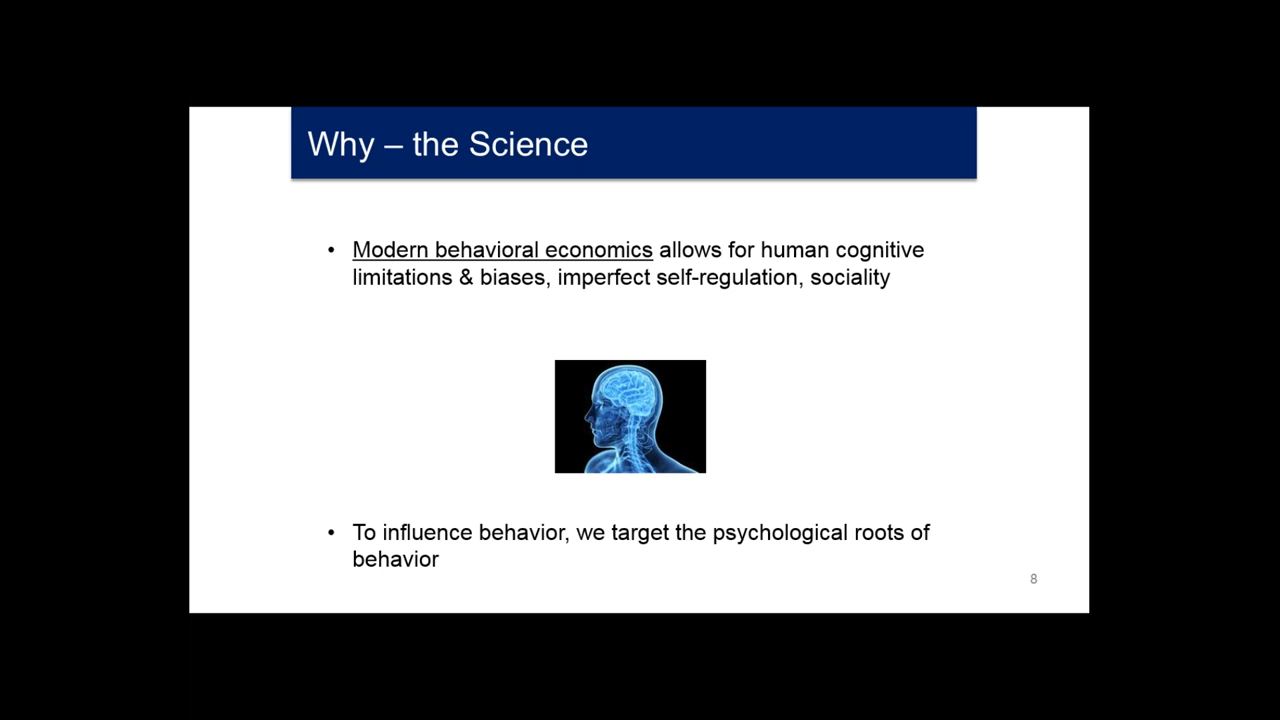 Why – the Science
• Modern behavioral economics allows for human cognitive
limitations & biases, imperfect self-regulation, sociality
• To influence behavior, we target the psychological roots of
behavior
8